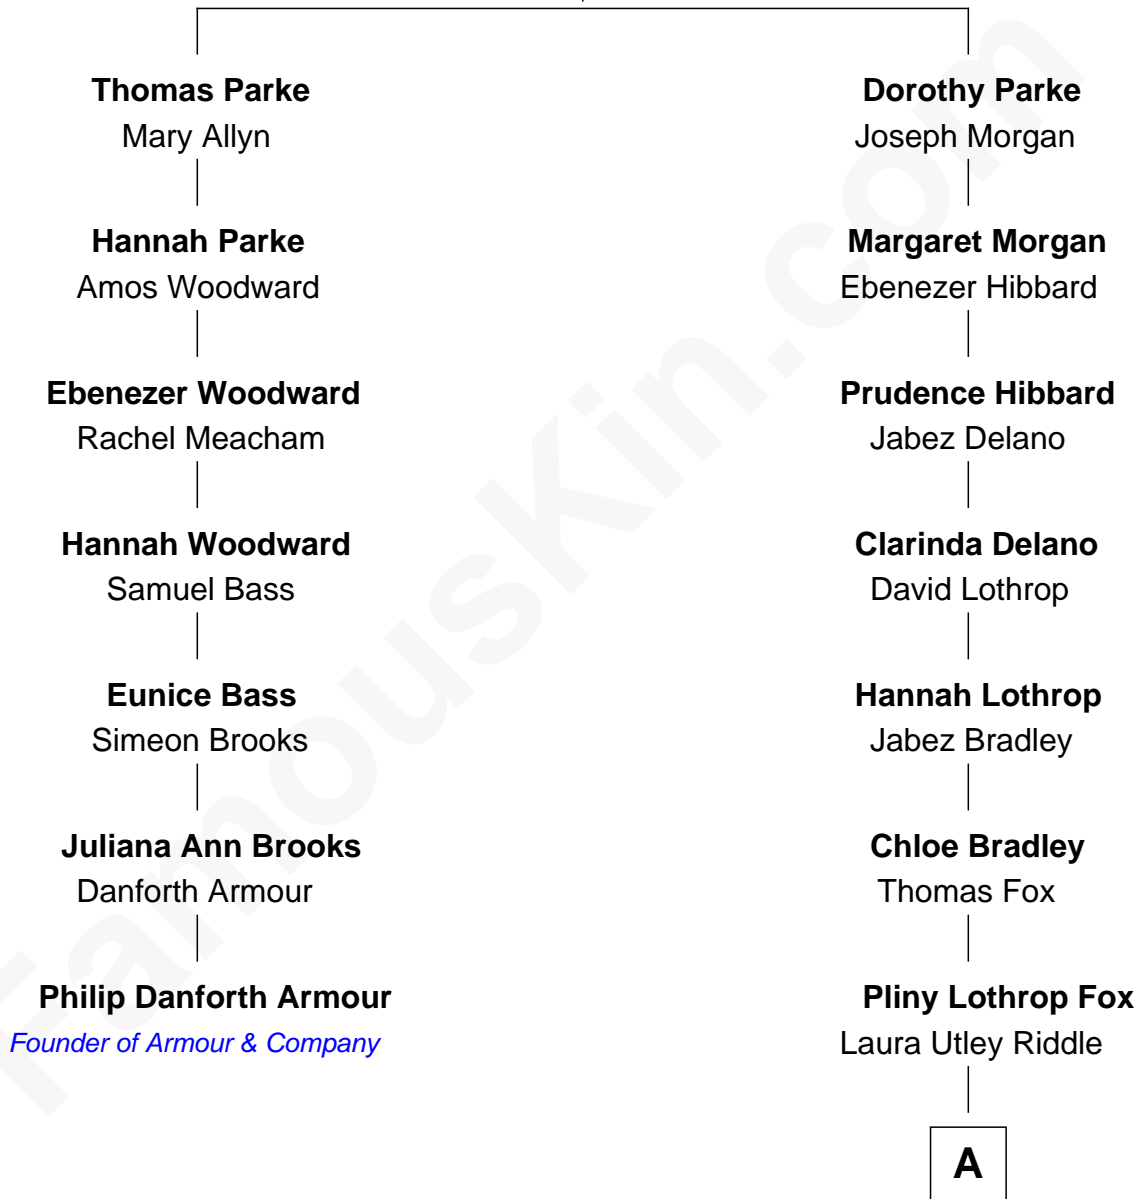 Thomas Parke
Mary Allyn
Hannah Parke
Amos Woodward
Ebenezer Woodward
Rachel Meacham
Hannah Woodward
Samuel Bass
Eunice Bass
Simeon Brooks
Juliana Ann Brooks
Danforth Armour
Philip Danforth Armour
Founder of Armour & Company
Dorothy Parke
Joseph Morgan
Margaret Morgan
Ebenezer Hibbard
Prudence Hibbard
Jabez Delano
Clarinda Delano
David Lothrop
Hannah Lothrop
Jabez Bradley
Chloe Bradley
Thomas Fox
Pliny Lothrop Fox
Laura Utley Riddle
A
FamousKin.com